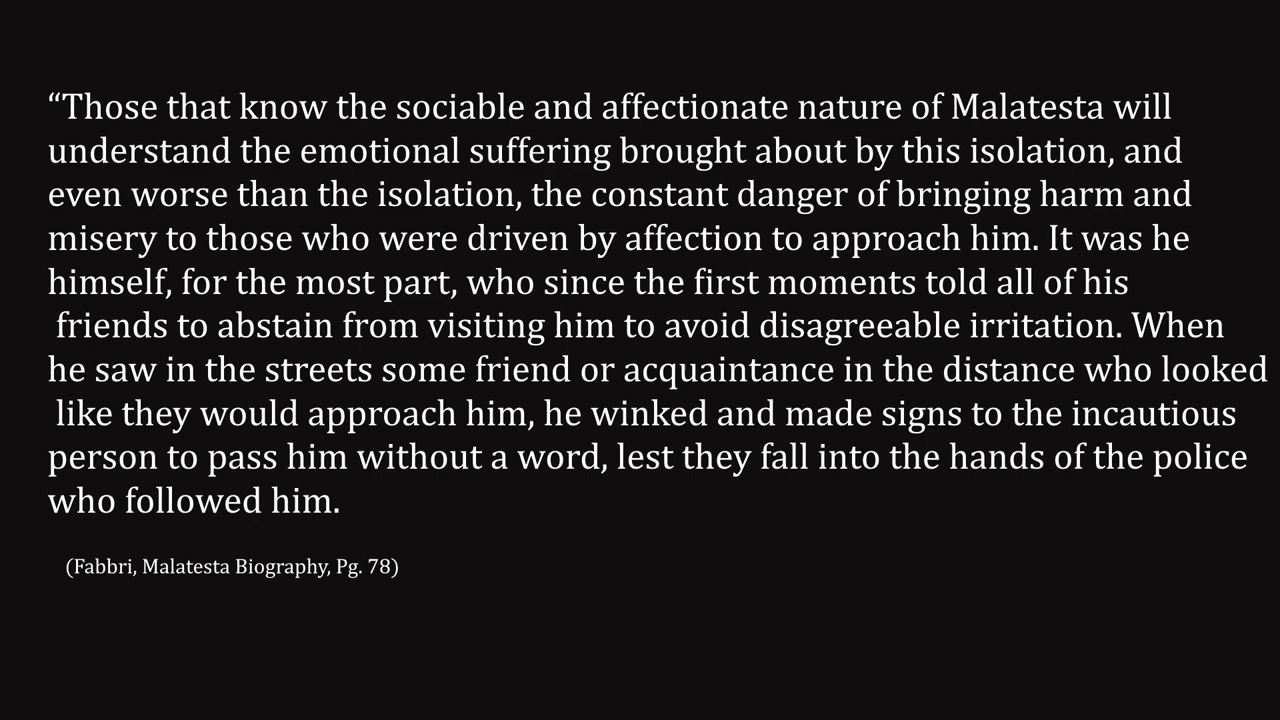 “Those that know the sociable and affectionate nature of Malatesta will
understand the emotional suffering brought about by this isolation, and
even worse than the isolation, the constant danger of bringing harm and
misery to those who were driven by affection to approach him. It was he
himself, for the most part, who since the first moments told all of his
friends to abstain from visiting him to avoid disagreeable irritation. When
he saw in the streets some friend or acquaintance in the distance who looked
like they would approach him, he winked and made signs to the incautious
person to pass him without a word, lest they fall into the hands of the police
who followed him.
(Fabbri, Malatesta Biography, Pg. 78)